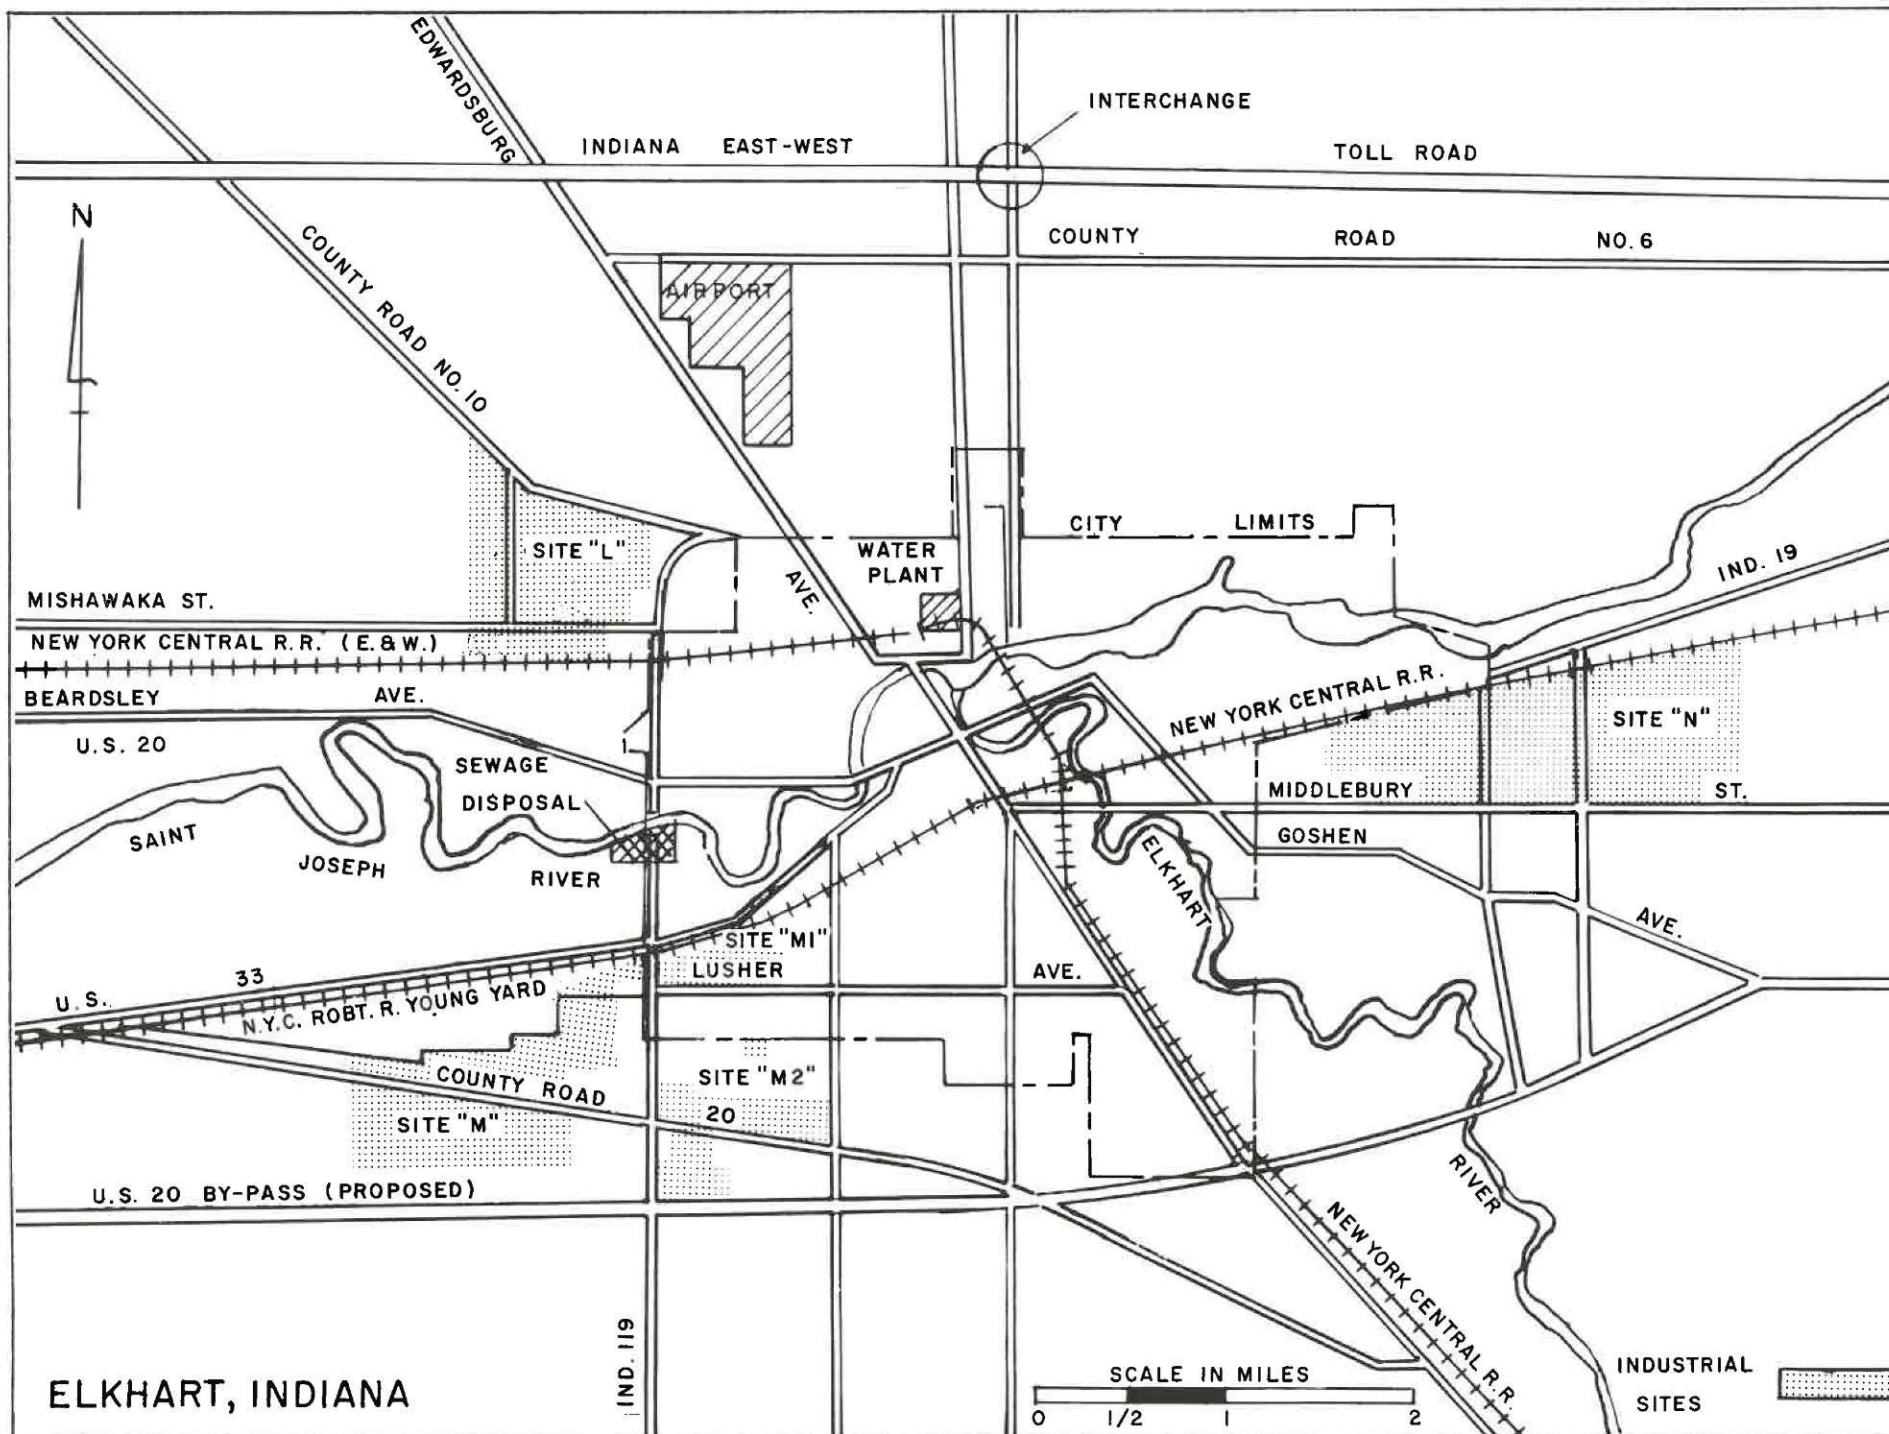 EDWARDSBURG
INTERCHANGE
INDIANA EAST-WEST TOLL ROAD
N
COUNTY ROAD NO. 6
COUNTY ROAD NO. 10
AIRPORT
CITY LIMITS
SITE "L"
WATER
PLANT
AVE.
IND. 19
MISHAWAKA ST.
NEW YORK CENTRAL R.R. (E. & W.)
BEARDSLEY AVE.
U.S. 20
NEW YORK CENTRAL R.R.
SITE "N"
SEWAGE
DISPOSAL
MIDDLEBURY ST.
GOSHEN AVE.
SAINT JOSEPH RIVER
ELKHART RIVER
SITE "M1"
LUSHER AVE.
U.S. 33
N.Y.C. ROBT. R. YOUNG YARD
COUNTY ROAD 20
SITE "M2"
SITE "M"
U.S. 20 BY-PASS (PROPOSED)
NEW YORK CENTRAL R.R.
IND. 119
ELKHART, INDIANA
SCALE IN MILES
0 1/2 1 2
INDUSTRIAL
SITES